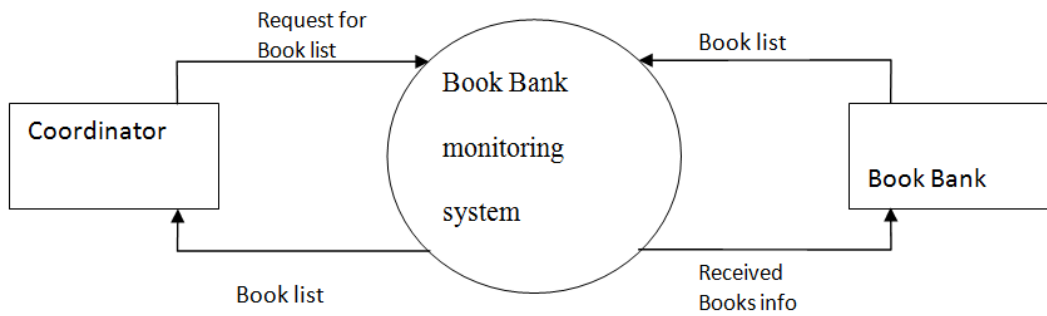 Request for
Book list
Coordinator
Book list
Book Bank
monitoring
system
Book list
Book Bank
Received
Books info